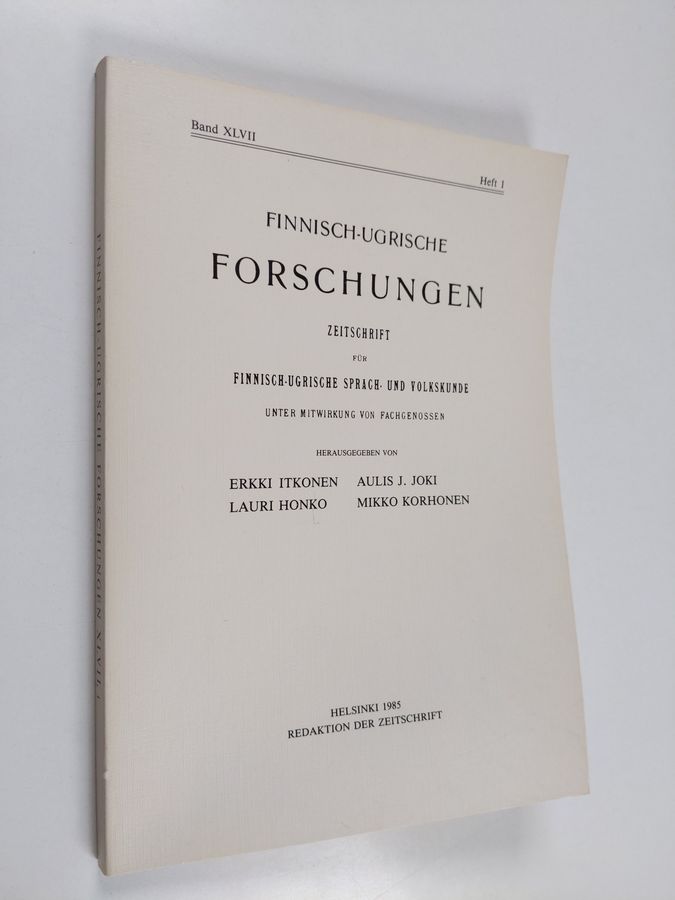 Band XLVII
Heft 1
FINNISCH-UGRISCHE
FORSCHUNGEN
ZEITSCHRIFT
FÜR
FINNISCH-UGRISCHE SPRACH- UND VOLKSKUNDE
UNTER MITWIRKUNG VON FACHGENOSSEN
HERAUSGEGEBEN VON
ERKKI ITKONEN AULIS J. JOKI
LAURI HONKO MIKKO KORHONEN
HELSINKI 1985
REDAKTION DER ZEITSCHRIFT
FINNISCH-UGRISCHE FORSCHUNGEN XLVII, 1